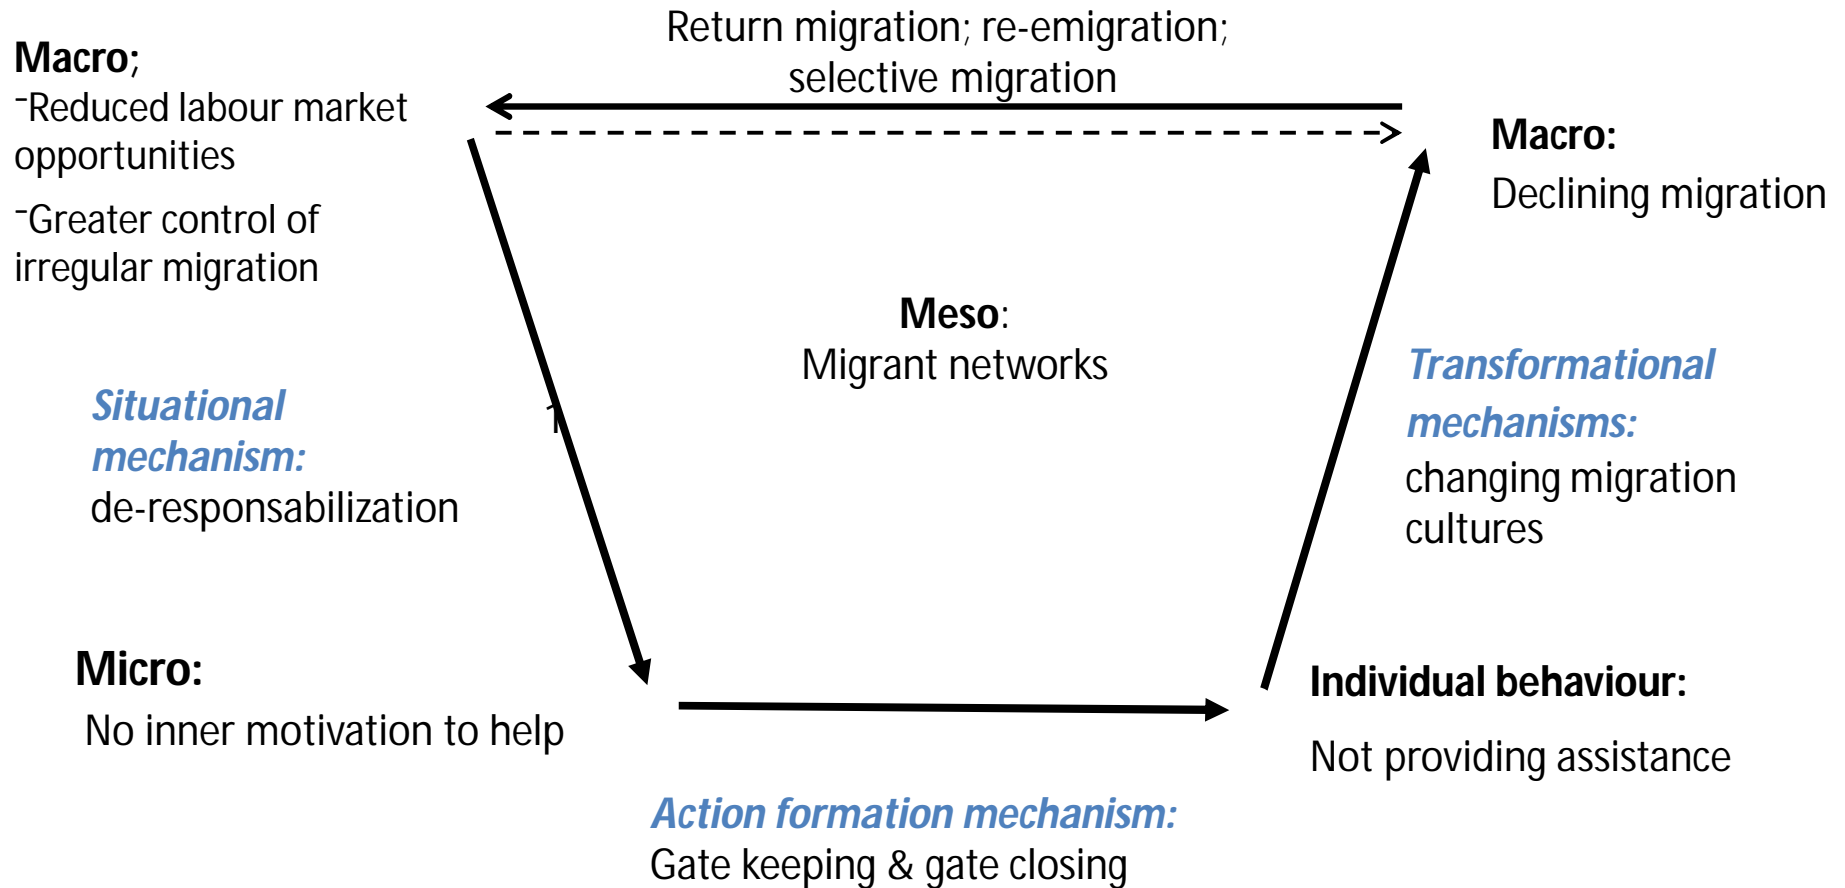 Return migration; re-emigration;
selective migration
Macro;
-Reduced labour market
opportunities
-Greater control of
irregular migration
Macro:
Declining migration
Meso:
Migrant networks
Situational
mechanism:
de-responsabilization
Transformational
mechanisms:
changing migration
cultures
Micro:
No inner motivation to help
Individual behaviour:
Not providing assistance
Action formation mechanism:
Gate keeping & gate closing